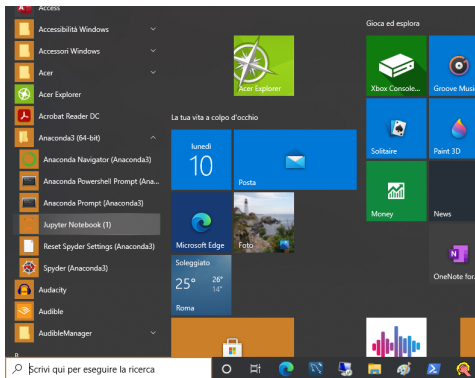 Access
Accessibilità Windows
Accessori Windows
Acer
Acer Explorer
Acrobat Reader DC
Anaconda3 (64-bit)
Anaconda Navigator (Anaconda3)
Anaconda Powershell Prompt (Ana...
Anaconda Prompt (Anaconda3)
Jupyter Notebook (1)
Reset Spyder Settings (Anaconda3)
Spyder (Anaconda3)
Audacity
Audible
AudibleManager
B
Acer Explorer
La tua vita a colpo d'occhio
lunedì
10
Posta
Microsoft Edge
Foto
Soleggiato
25° 26°
14°
Roma
Gioca ed esplora
Xbox Console...
Groove Musi
Solitaire
Paint 3D
Money
News
OneNote for.
Scrivi qui per eseguire la ricerca